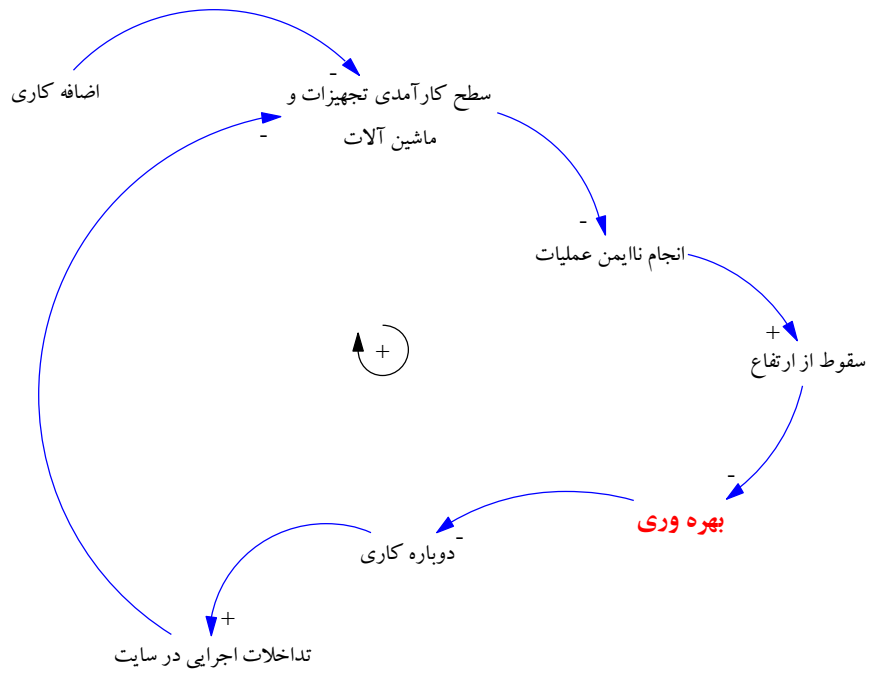 اضافه کاری
سطح کارآمدی تجهیزات و
ماشین آلات
-
-
-
انجام ناایمن عملیات
+
سقوط از ارتفاع
+
-
بهره وری
-
دوباره کاری
+
تداخلات اجرایی در سایت